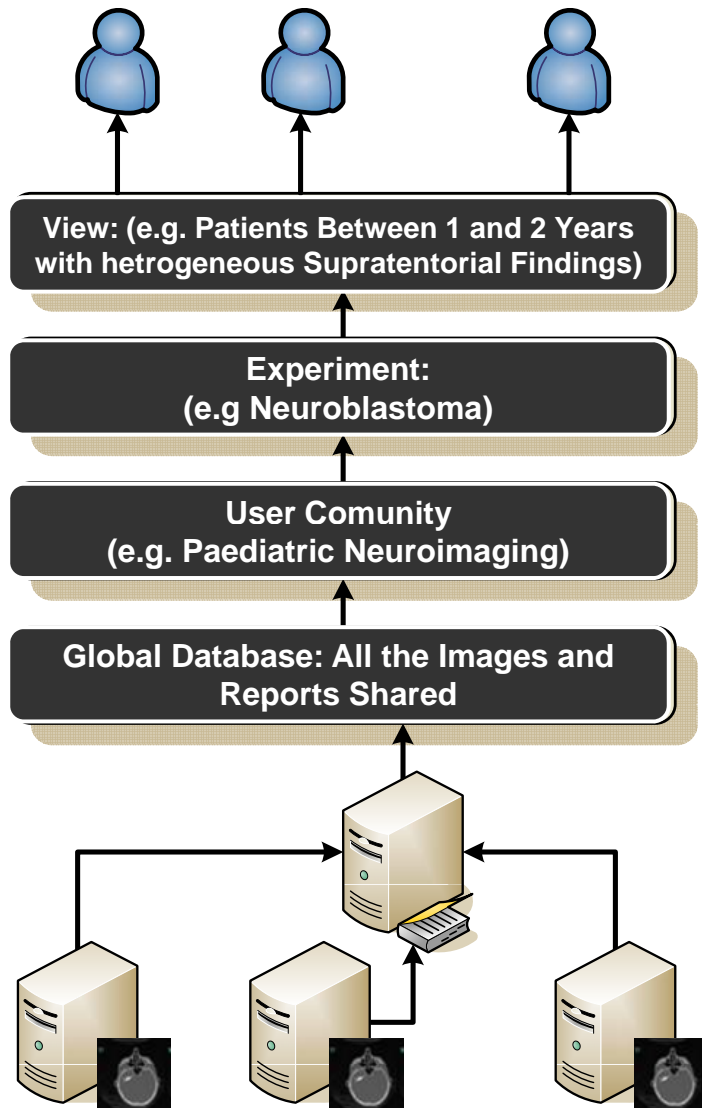 View: (e.g. Patients Between 1 and 2 Years
with hetrogeneous Supratentorial Findings)
Experiment:
(e.g Neuroblastoma)
User Comunity
(e.g. Paediatric Neuroimaging)
Global Database: All the Images and
Reports Shared